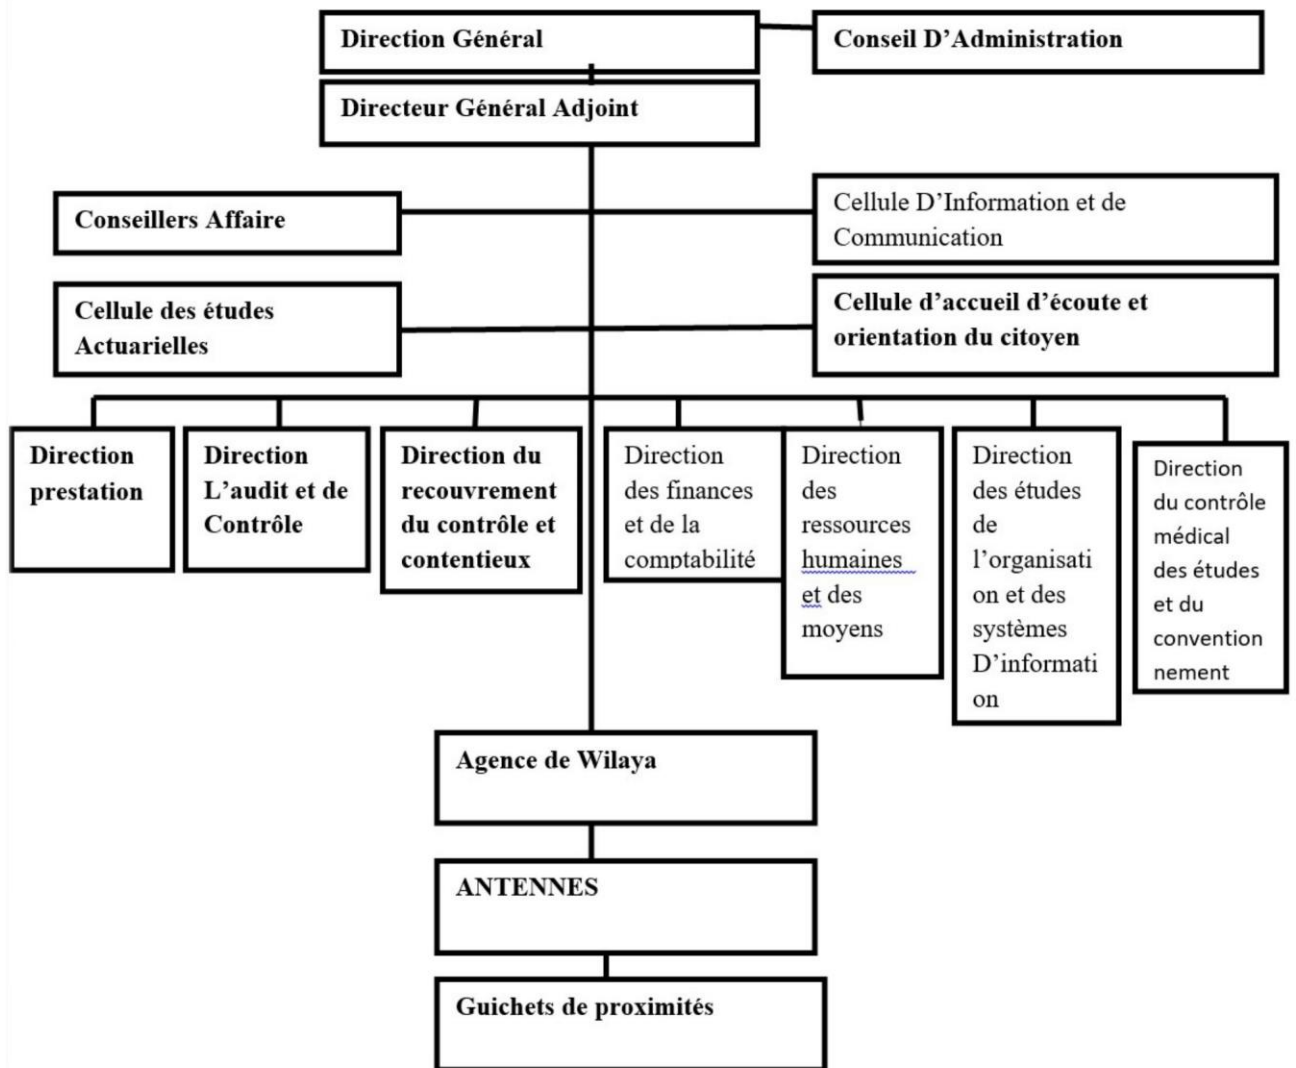 Direction Général
Conseil D’Administration
Directeur Général Adjoint
Conseillers Affaire
Cellule D’Information et de
Communication
Cellule des études
Actuarielles
Cellule d’accueil d’écoute et
orientation du citoyen
Direction
prestation
Direction
L’audit et de
Contrôle
Direction du
recouvrement
du contrôle et
contentieux
Direction
des finances
et de la
comptabilité
Direction
des
ressources
humaines
et des
moyens
Direction
des études
de
l’organisati
on et des
systèmes
D’informati
on
Direction
du contrôle
médical
des études
et du
convention
nement
Agence de Wilaya
ANTENNES
Guichets de proximités